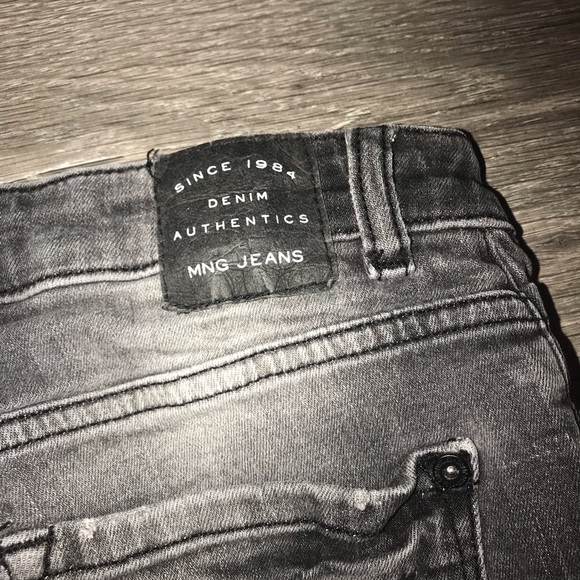 SINCE 1984
DENIM
AUTHENTICS
MNG JEANS